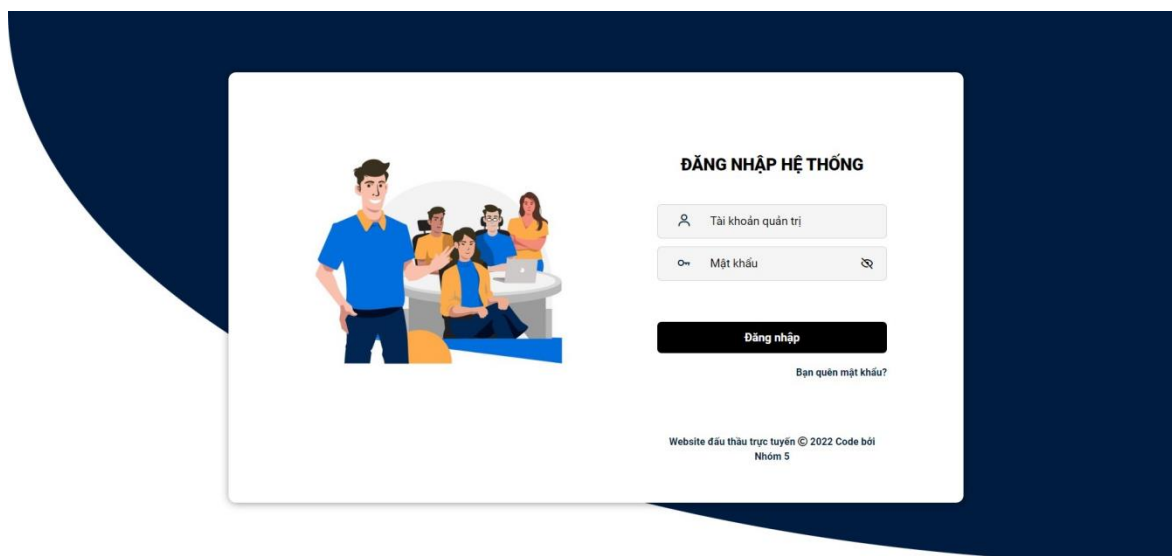 ĐĂNG NHẬP HỆ THỐNG
Tài khoản quản trị
Mật khẩu
Đăng nhập
Bạn quên mật khẩu?
Website đấu thầu trực tuyến © 2022 Code bởi
Nhóm 5